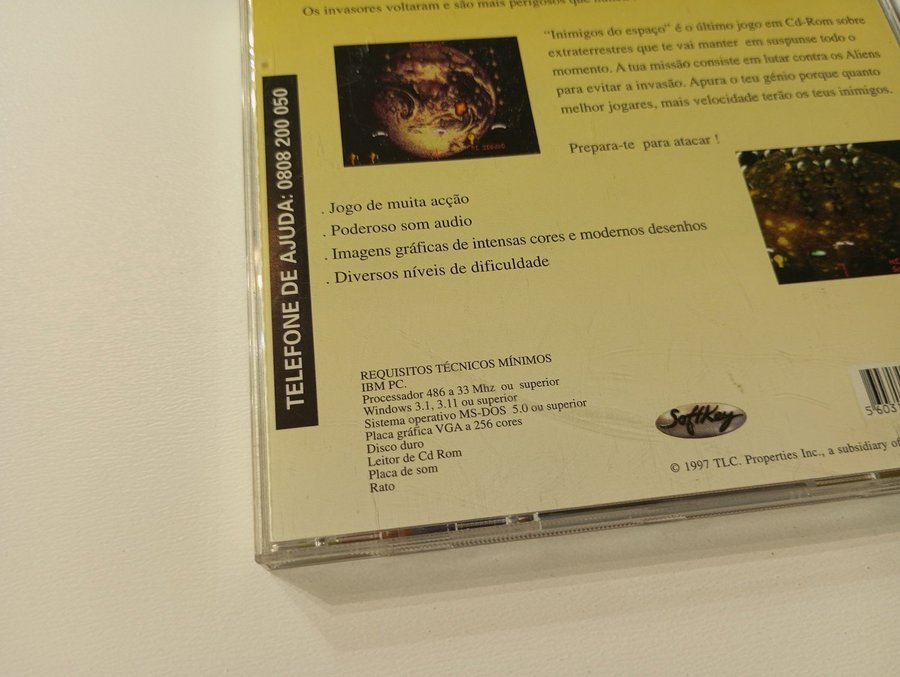 Os invasores voltaram e são mais perigosos que nunca
"Inimigos do espaço" é o último jogo em Cd-Rom sobre
extraterrestres que te vai manter em suspunse todo o
momento. A tua missão consiste em lutar contra os Aliens
para evitar a invasão. Apura o teu génio porque quanto
melhor jogares, mais velocidade terão os teus inimigos.
Prepara-te para atacar !
TELEFONE DE AJUDA: 0808 200 050
. Jogo de muita acção
. Poderoso som audio
. Imagens gráficas de intensas cores e modernos desenhos
. Diversos níveis de dificuldade
REQUISITOS TÉCNICOS MÍNIMOS
IBM PC.
Processador 486 a 33 Mhz ou superior
Windows 3.1, 3.11 ou superior
Sistema operativo MS-DOS 5.0 ou superior
Placa gráfica VGA a 256 cores
Disco duro
Leitor de Cd Rom
Placa de som
Rato
SoftKey
5 603
© 1997 TLC. Properties Inc., a subsidiary of